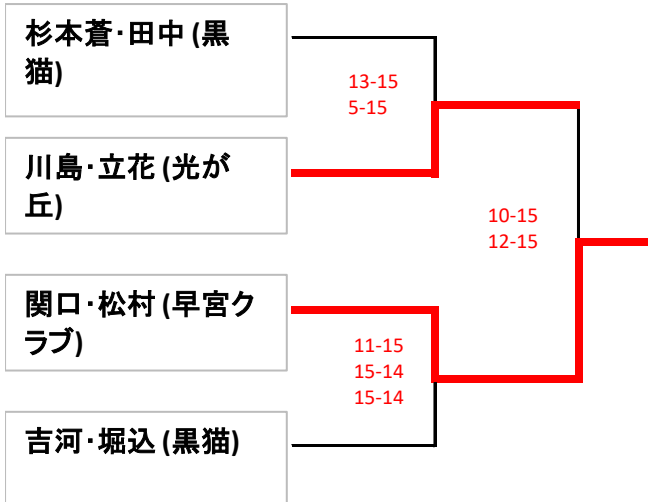 杉本蒼・田中 (黒
猫)
13-15
5-15
川島・立花 (光が
丘)
10-15
12-15
関口・松村 (早宮ク
ラブ)
11-15
15-14
15-14
吉河・堀込 (黒猫)